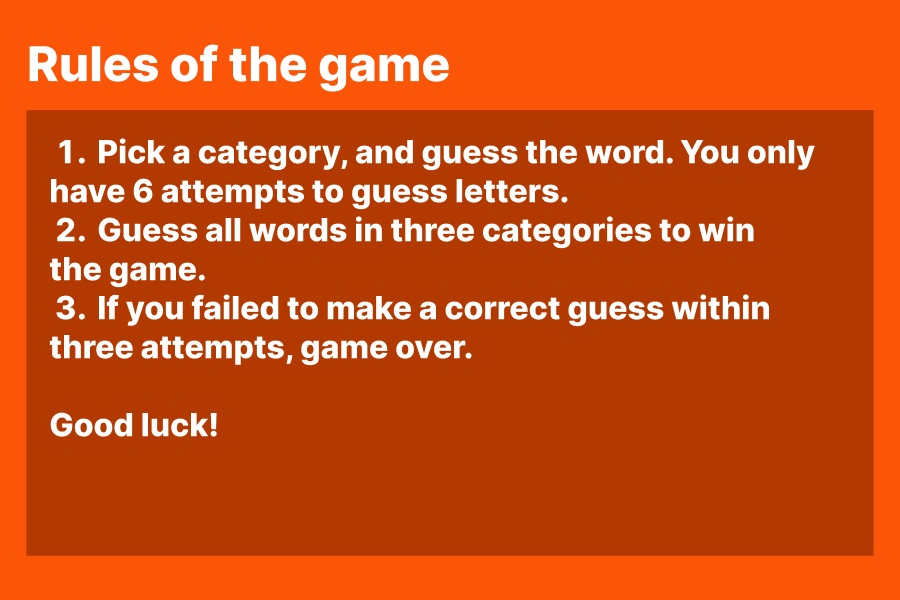 Rules of the game
1. Pick a category, and guess the word. You only
have 6 attempts to guess letters.
2. Guess all words in three categories to win
the game.
3. If you failed to make a correct guess within
three attempts, game over.
Good luck!